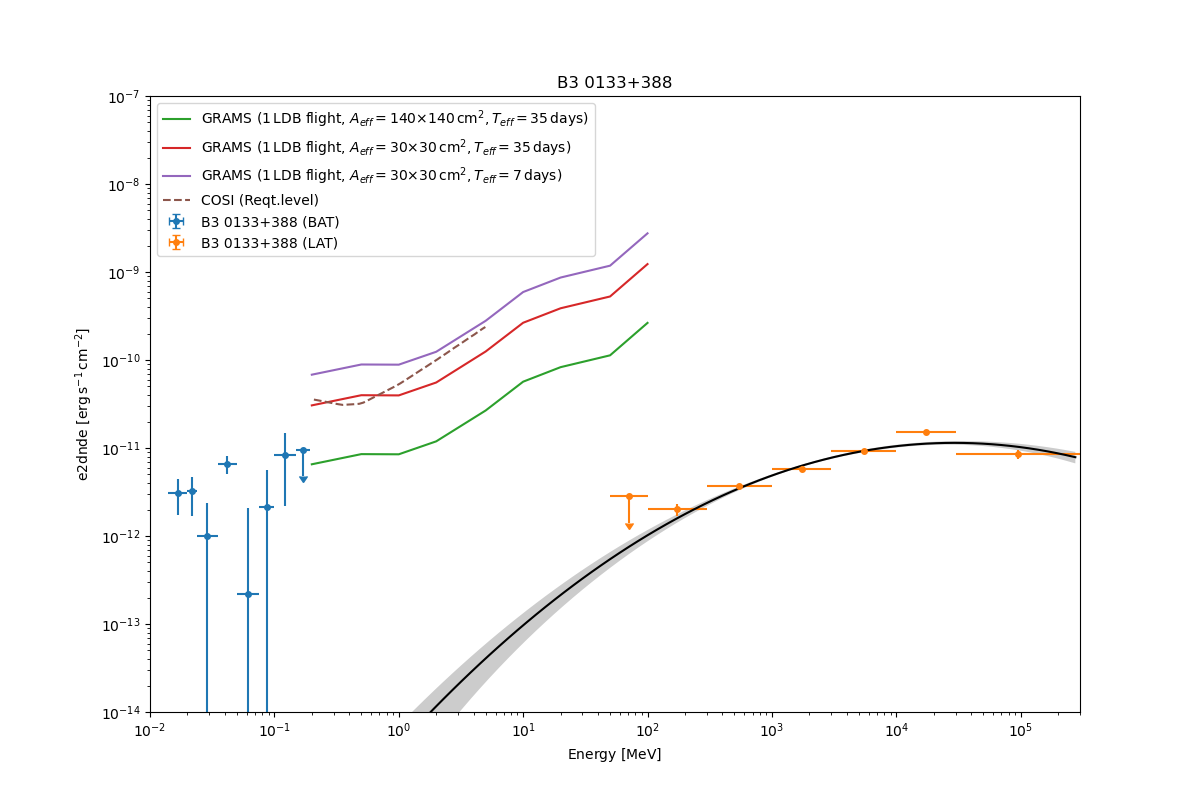 B3 0133+388
10⁻⁷
10⁻⁸
10⁻⁹
10⁻¹⁰
10⁻¹¹
10⁻¹²
10⁻¹³
10⁻¹⁴
e2dnde [erg s⁻¹ cm⁻²]
GRAMS (1 LDB flight, A_eff = 140×140 cm², T_eff = 35 days)
GRAMS (1 LDB flight, A_eff = 30×30 cm², T_eff = 35 days)
GRAMS (1 LDB flight, A_eff = 30×30 cm², T_eff = 7 days)
COSI (Reqt.level)
B3 0133+388 (BAT)
B3 0133+388 (LAT)
10⁻² 10⁻¹ 10⁰ 10¹ 10² 10³ 10⁴ 10⁵
Energy [MeV]